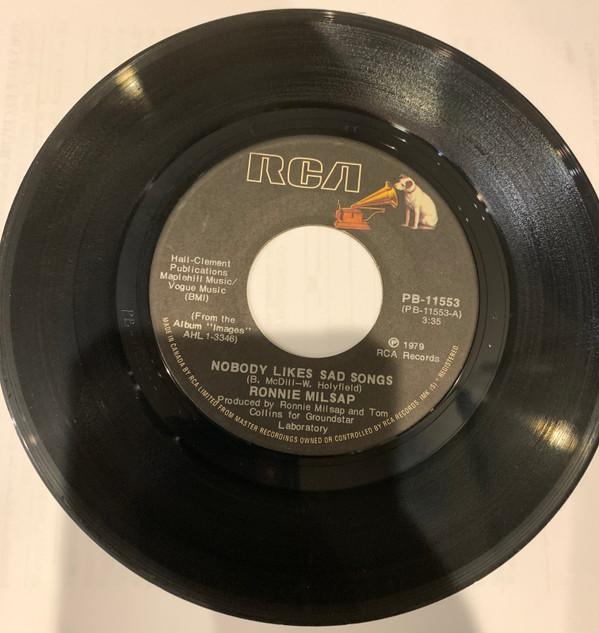 RCA
Hall-Clement
Publications
Maplehill Music/
Vogue Music
(BMI)
(From the
Album "Images"
AHL 1-3346)
PB-11553
(PB-11553-A)
3:35
Ⓟ 1979
RCA Records
NOBODY LIKES SAD SONGS
(B. McDill-W. Holyfield)
RONNIE MILSAP
Produced by Ronnie Milsap and Tom
Collins for Groundstar
Laboratory
MADE IN CANADA BY RCA LIMITED FROM MASTER RECORDINGS OWNED OR CONTROLLED BY RCA RECORDS. TMK (S) ® REGISTERED